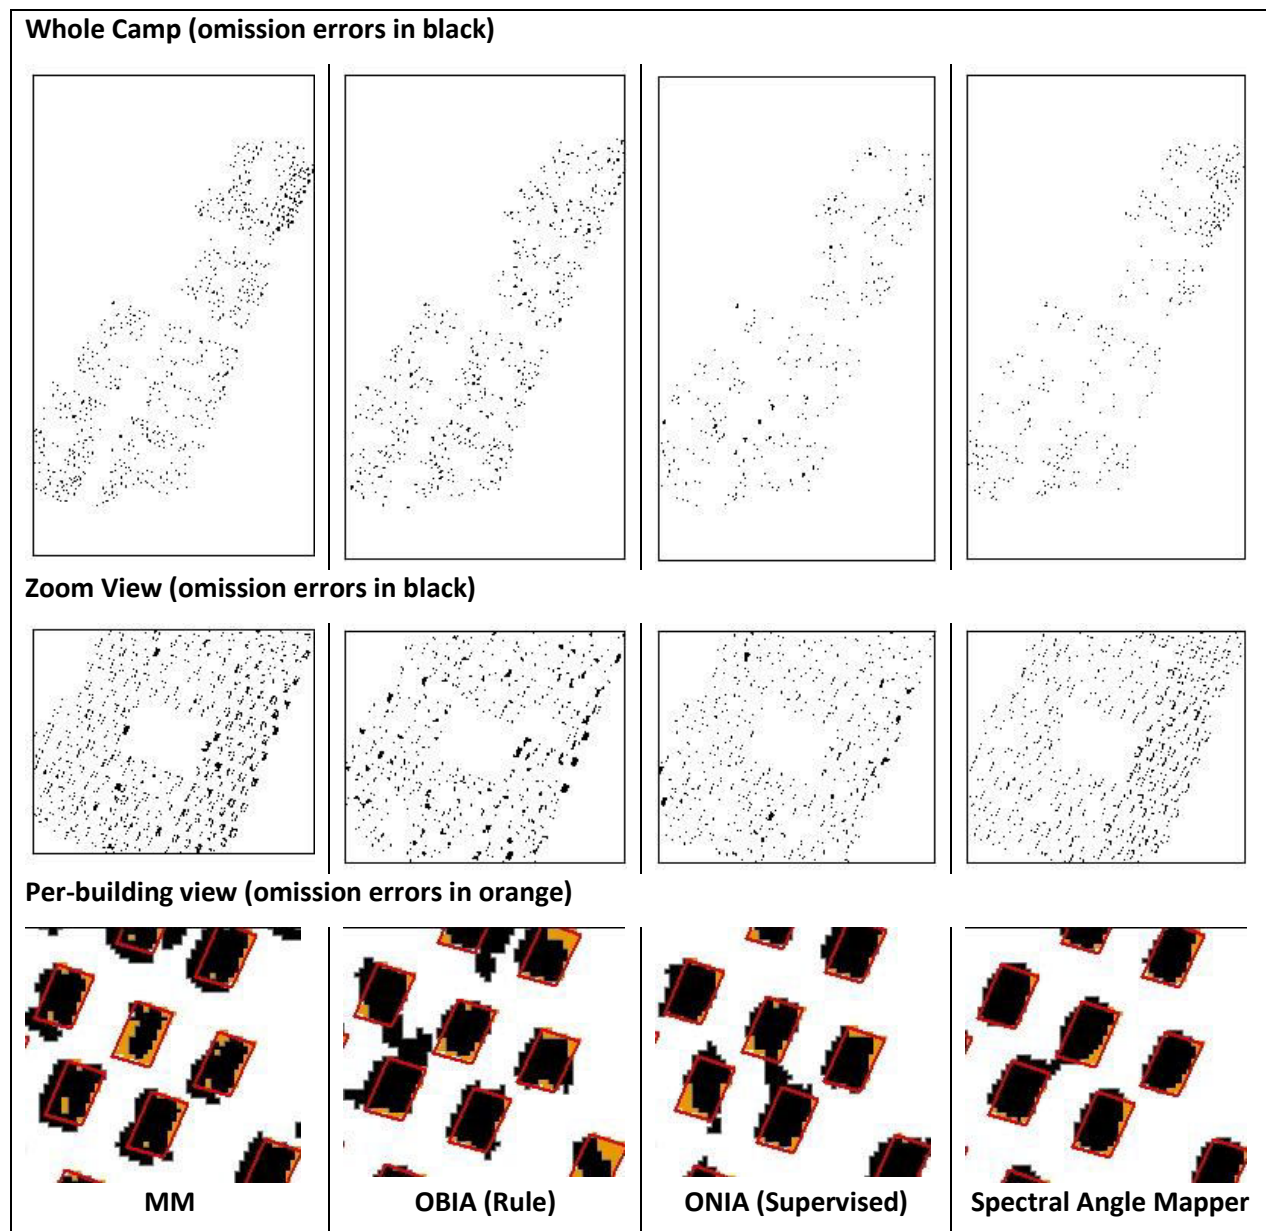 Whole Camp (omission errors in black)
Zoom View (omission errors in black)
Per-building view (omission errors in orange)
MM OBIA (Rule) ONIA (Supervised) Spectral Angle Mapper